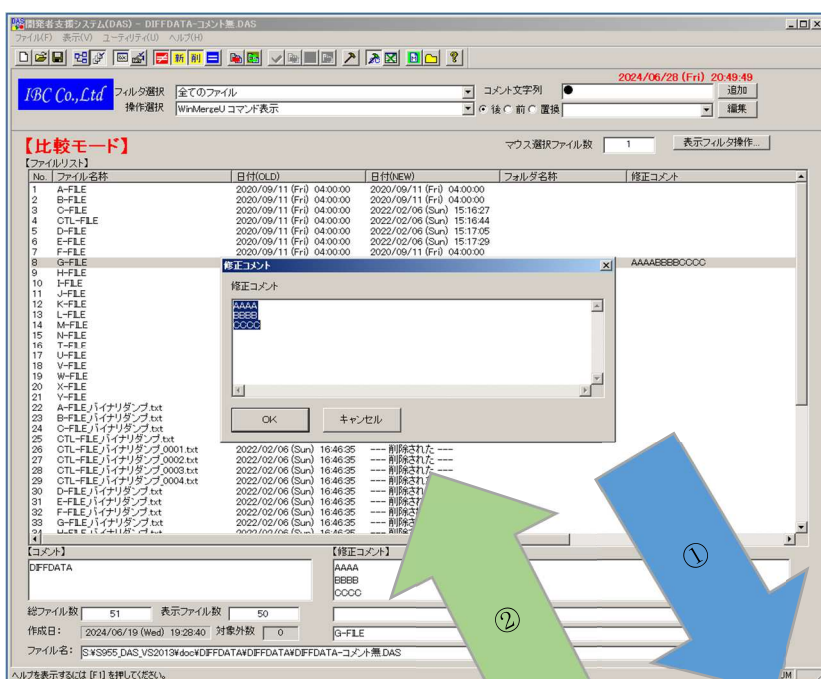 開発者支援システム(DAS) - DIFFDATA-コメント無.DAS
ファイル(F) 表示(V) ユーティリティ(U) ヘルプ(H)
新 削
2024/06/28 (Fri) 20:49:49
IBC Co.,Ltd フィルタ選択 全てのファイル コメント文字列 ● 追加
操作選択 WinMergeU コマンド表示 後 前 置換 編集
【比較モード】 マウス選択ファイル数 1 表示フィルタ操作...
【ファイルリスト】
No. ファイル名称 日付(OLD) 日付(NEW) フォルダ名称 修正コメント
1 A-FILE 2020/09/11 (Fri) 04:00:00 2020/09/11 (Fri) 04:00:00
2 B-FILE 2020/09/11 (Fri) 04:00:00 2020/09/11 (Fri) 04:00:00
3 C-FILE 2020/09/11 (Fri) 04:00:00 2022/02/06 (Sun) 15:16:27
4 CTL-FILE 2020/09/11 (Fri) 04:00:00 2022/02/06 (Sun) 15:16:44
5 D-FILE 2020/09/11 (Fri) 04:00:00 2022/02/06 (Sun) 15:17:05
6 E-FILE 2020/09/11 (Fri) 04:00:00 2022/02/06 (Sun) 15:17:29
7 F-FILE 2020/09/11 (Fri) 04:00:00 2020/09/11 (Fri) 04:00:00
8 G-FILE AAAABBBBCCCC
9 H-FILE
10 I-FILE
11 J-FILE
12 K-FILE
13 L-FILE
14 M-FILE
15 N-FILE
16 T-FILE
17 U-FILE
18 V-FILE
19 W-FILE
20 X-FILE
21 Y-FILE
22 A-FILE_バイナリダンプ.txt
23 B-FILE_バイナリダンプ.txt
24 C-FILE_バイナリダンプ.txt
25 CTL-FILE_バイナリダンプ.txt
26 CTL-FILE_バイナリダンプ_0001.txt 2022/02/06 (Sun) 16:46:35 --- 削除された ---
27 CTL-FILE_バイナリダンプ_0002.txt 2022/02/06 (Sun) 16:46:35 --- 削除された ---
28 CTL-FILE_バイナリダンプ_0003.txt 2022/02/06 (Sun) 16:46:35 --- 削除された ---
29 CTL-FILE_バイナリダンプ_0004.txt 2022/02/06 (Sun) 16:46:35 --- 削除された
30 D-FILE_バイナリダンプ.txt 2022/02/06 (Sun) 16:46:35 --- 削除さ
31 E-FILE_バイナリダンプ.txt 2022/02/06 (Sun) 16:46:35 --- 削除さ
32 F-FILE_バイナリダンプ.txt 2022/02/06 (Sun) 16:46:35 --- 削除さ
33 G-FILE_バイナリダンプ.txt 2022/02/06 (Sun) 16:46:35 --- 削除
修正コメント
修正コメント
AAAA
BBBB
CCCC
OK キャンセル
①
②
【コメント】
DIFFDATA
【修正コメント】
AAAA
BBBB
CCCC
総ファイル数 51 表示ファイル数 50
作成日: 2024/06/19 (Wed) 19:28:40 対象外数 0 G-FILE
ファイル名: S:¥S955_DAS_VS2013¥doc¥DIFFDATA¥DIFFDATA¥DIFFDATA-コメント無.DAS
ヘルプを表示するには [F1] を押してください。